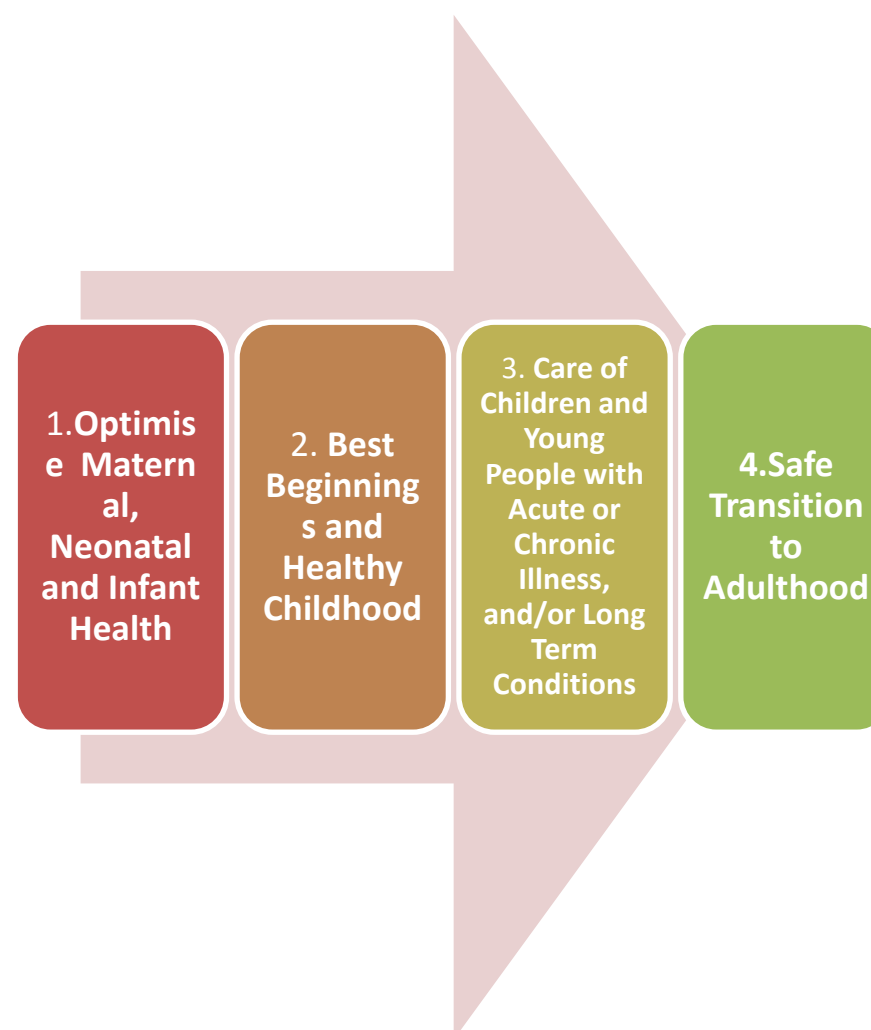 1.Optimis
e  Matern
al,
Neonatal
and Infant
Health
2. Best
Beginning
s and
Healthy
Childhood
3. Care of
Children and
Young
People with
Acute or
Chronic
Illness,
and/or Long
Term
Conditions
4.Safe
Transition
to
Adulthood